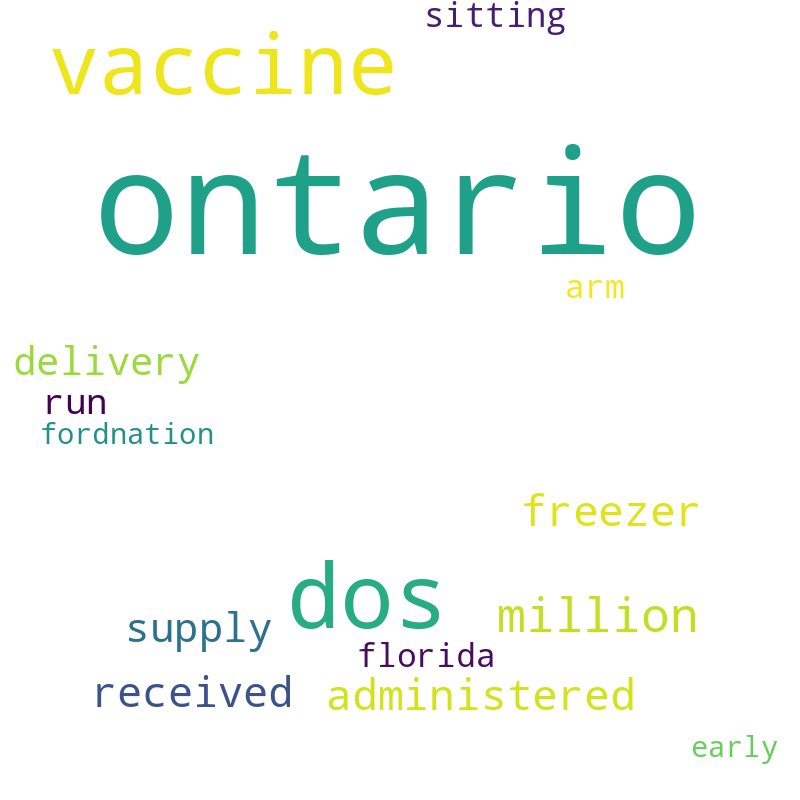 sitting
vaccine
ontario
arm
delivery
run
fordnation
freezer
dos
million
supply
florida
received
administered
early